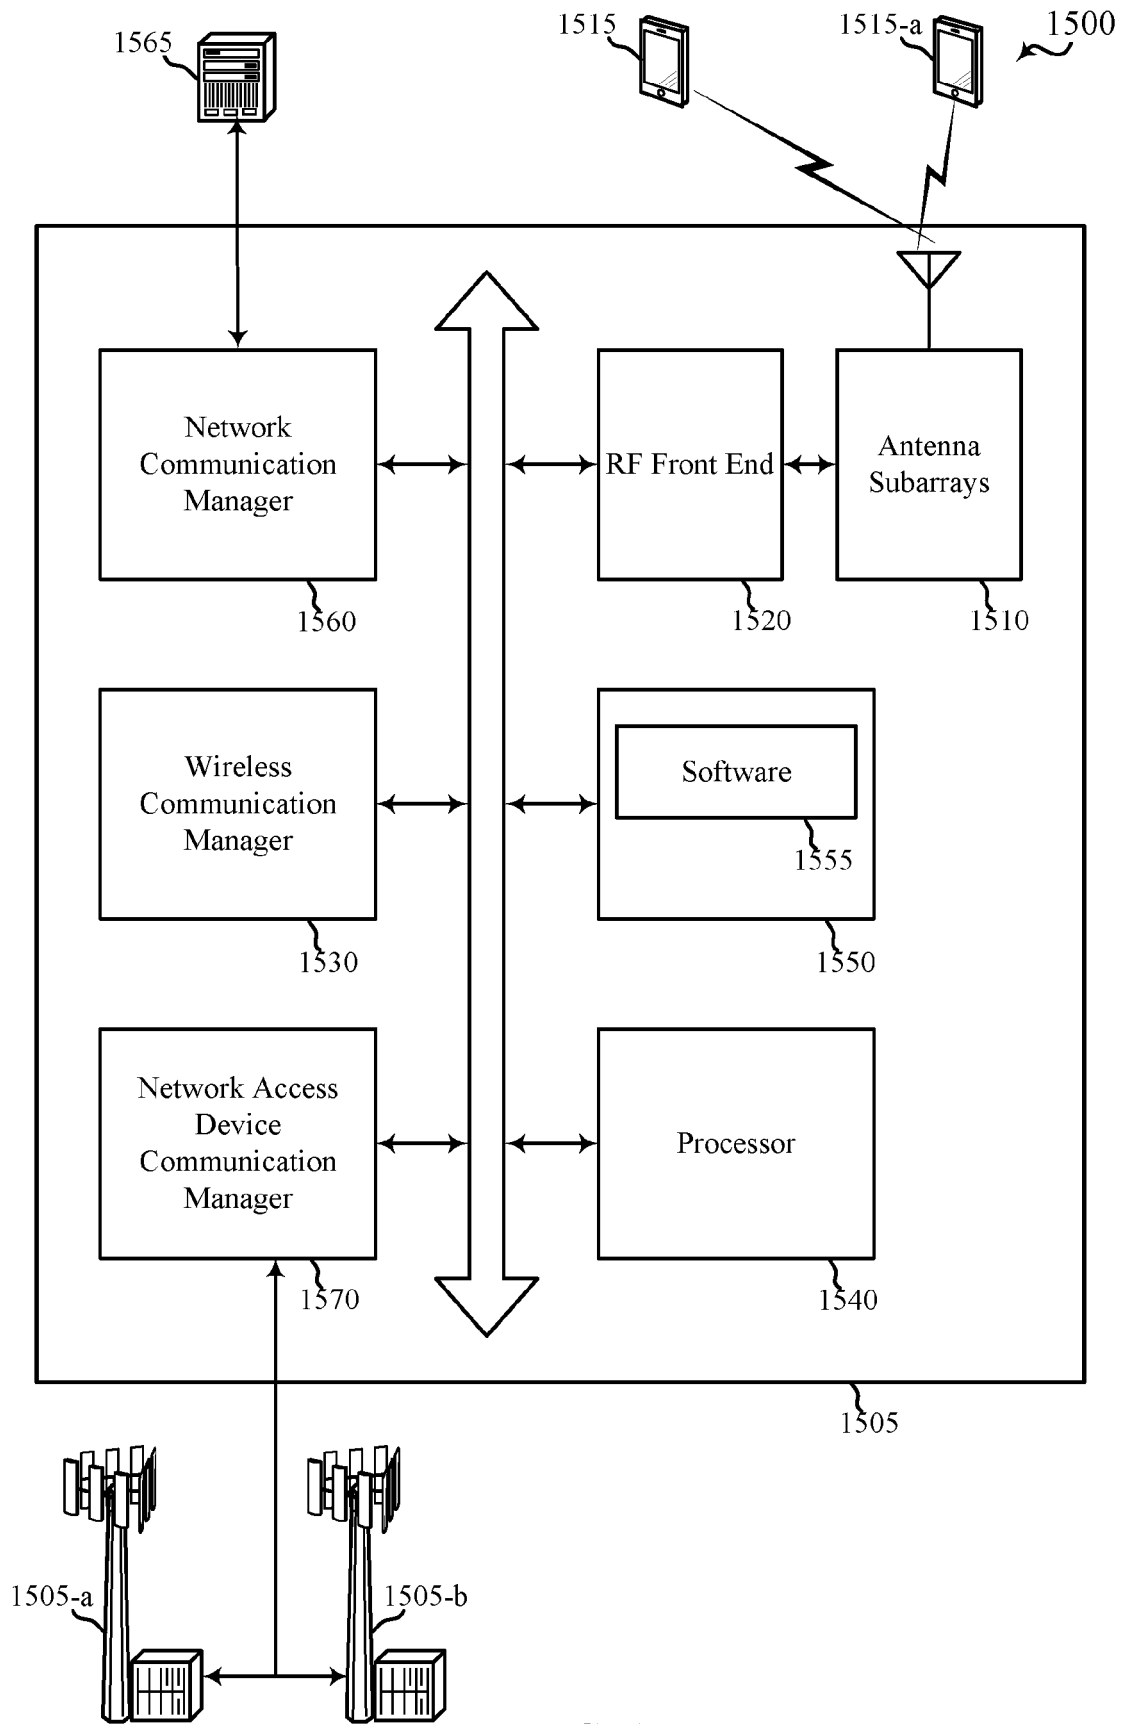 1565
1515
1515-a
1500
Network
Communication
Manager
1560
RF Front End
1520
Antenna
Subarrays
1510
Wireless
Communication
Manager
1530
Software
1555
1550
Network Access
Device
Communication
Manager
1570
Processor
1540
1505
1505-a
1505-b